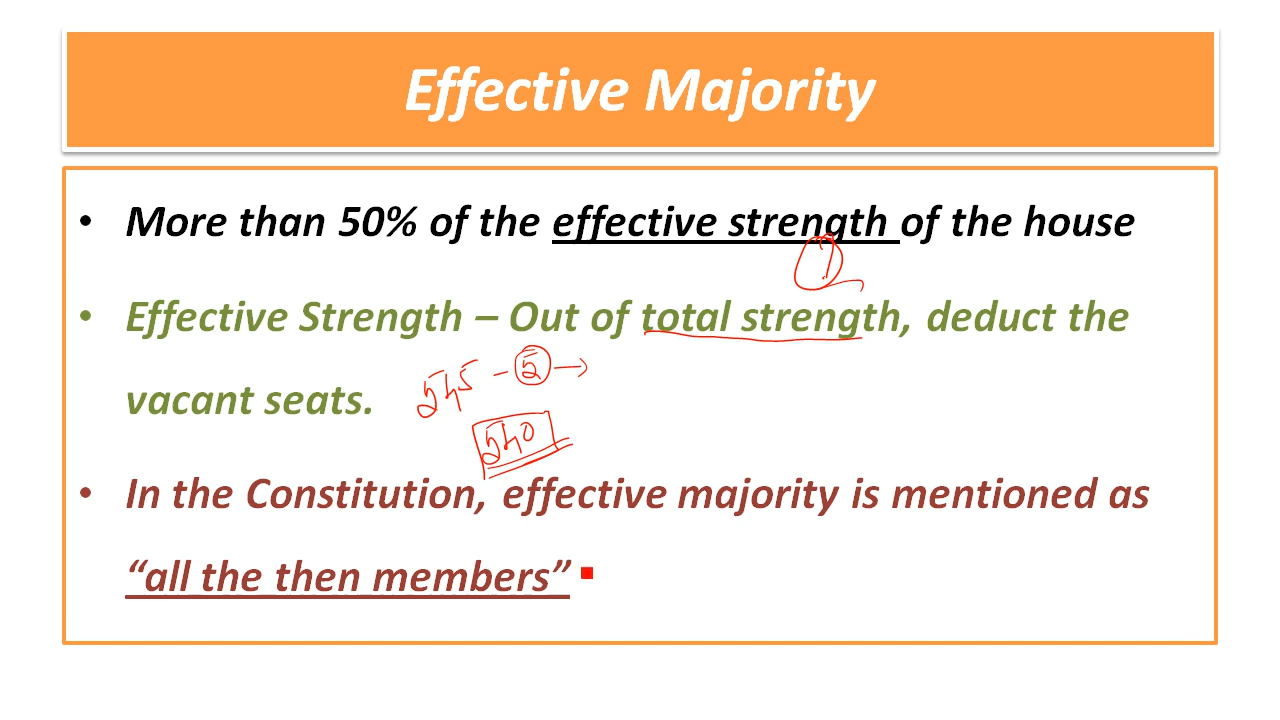 Effective Majority
• More than 50% of the effective strength of the house
?
• Effective Strength – Out of total strength, deduct the
vacant seats.
545 - 5 →
540
• In the Constitution, effective majority is mentioned as
“all the then members”